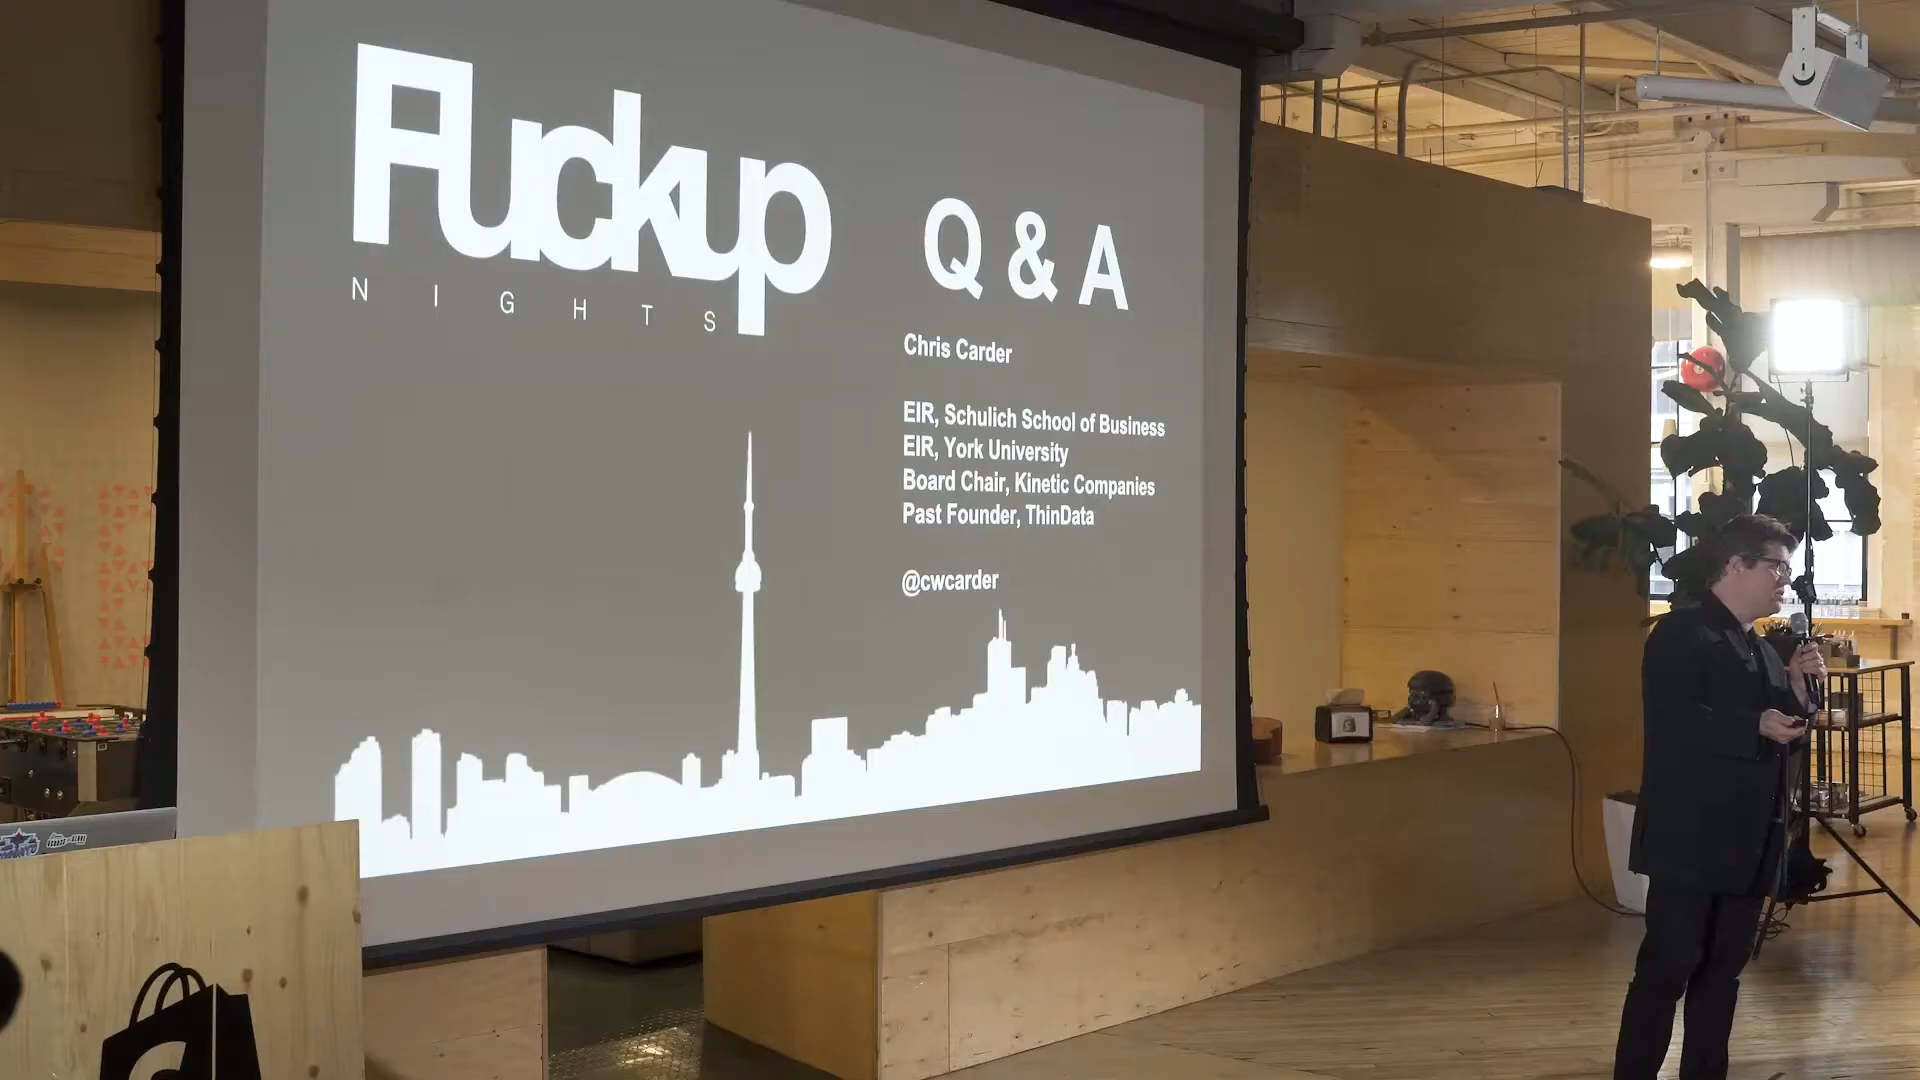 Fuckup
NIGHTS
Q & A
Chris Carder
EIR, Schulich School of Business
EIR, York University
Board Chair, Kinetic Companies
Past Founder, ThinData
@cwcarder